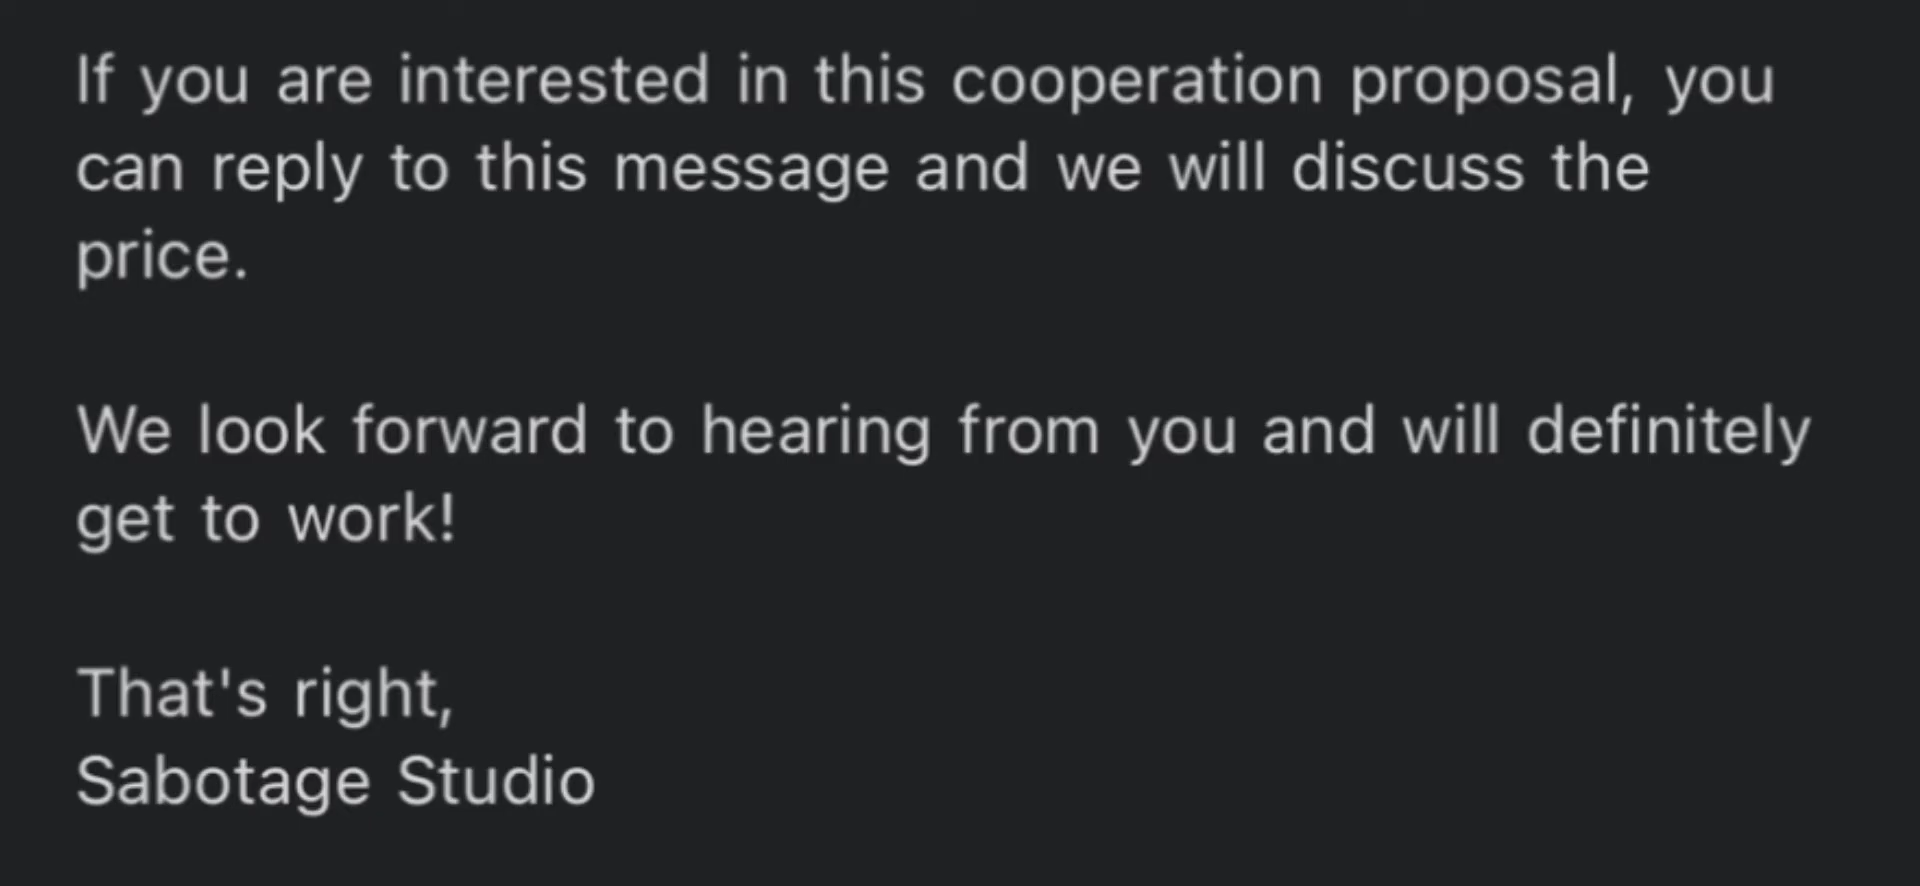 If you are interested in this cooperation proposal, you
can reply to this message and we will discuss the
price.
We look forward to hearing from you and will definitely
get to work!
That's right,
Sabotage Studio